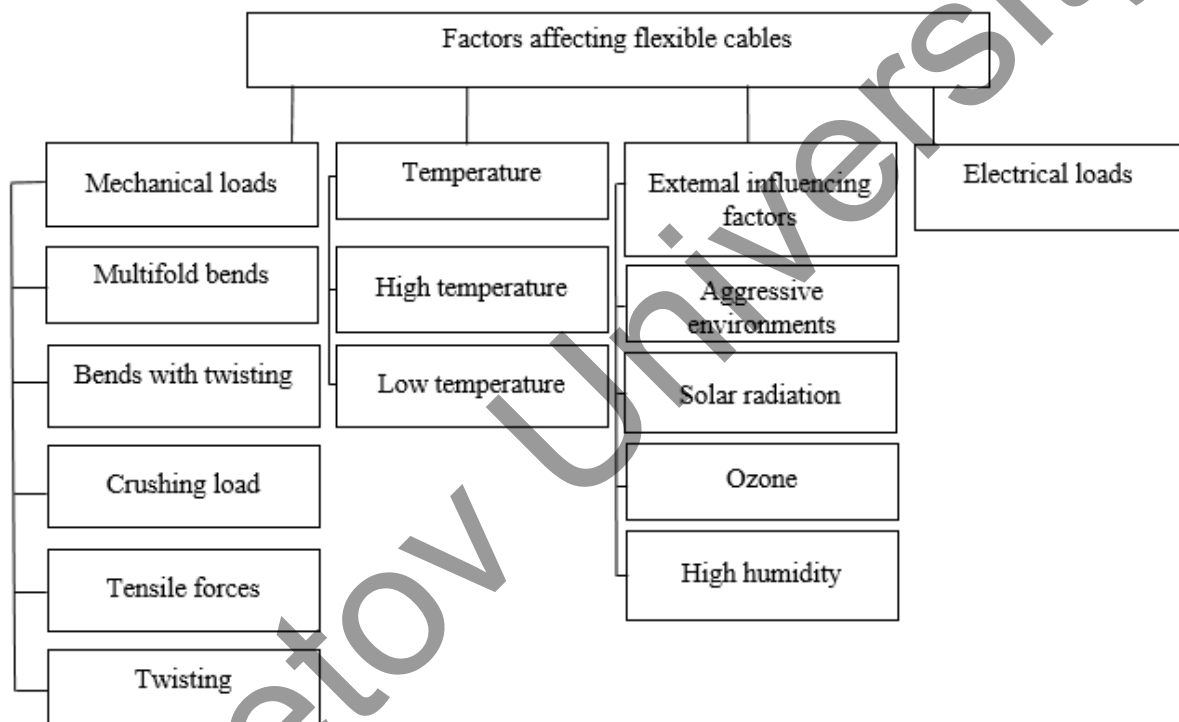 Factors affecting flexible cables
Mechanical loads
Multifold bends
Bends with twisting
Crushing load
Tensile forces
Twisting
Temperature
High temperature
Low temperature
Extemal influencing
factors
Aggressive
environments
Solar radiation
Ozone
High humidity
Electrical loads